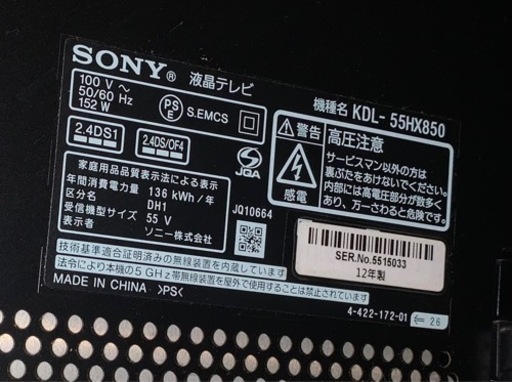 SONY® 液晶テレビ
100 V～
50/60 Hz
152 W
PS
E
S.EMCS
2.4DS1
2.4DS/OF4
JQA
家庭用品品質表示法による表示
年間消費電力量 136 kWh/年
区分名 DH1
受信機型サイズ 55 V
表示者 ソニー株式会社
JQ10664
機種名 KDL- 55HX850
警告
感電
高圧注意
サービスマン以外の方は
裏ぶたをあけないでください。
内部には高電圧部分が数多く
あり、万一さわると危険です。
SER.No.5515033
12年製
技術基準適合証明済みの無線装置を内蔵しています
法令により本機の5 GHz帯無線装置を屋外で使用することは禁止されています
MADE IN CHINA >PS<
4-422-172-01
26